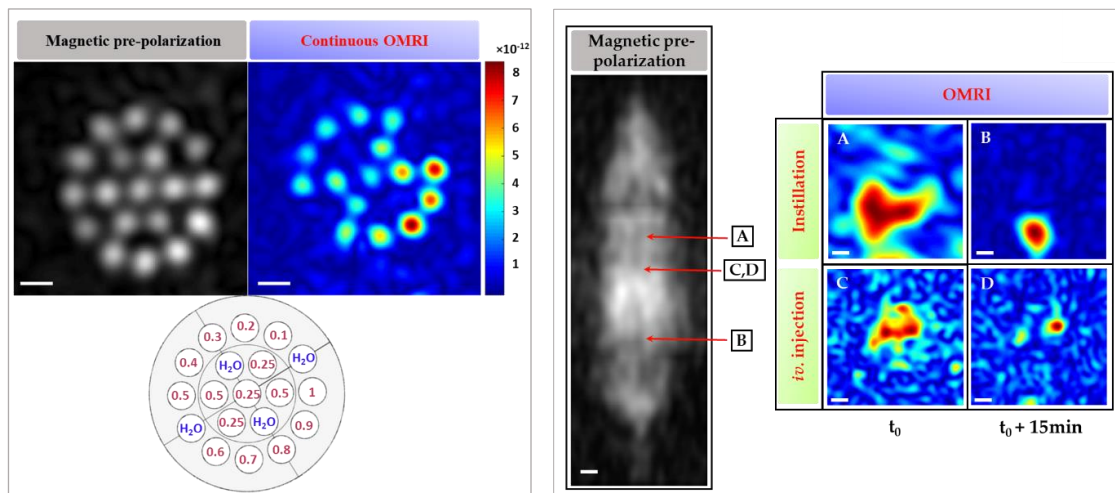 Magnetic pre-polarization
Continuous OMRI
×10⁻¹²
8
7
6
5
4
3
2
1
0.3
0.2
0.1
0.4
H₂O
0.25
H₂O
0.5
0.5
0.25
0.5
1
H₂O
0.25
H₂O
0.9
0.6
0.7
0.8
Magnetic pre-
polarization
A
C,D
B
OMRI
Instillation
A
B
iv. injection
C
D
t₀
t₀ + 15min